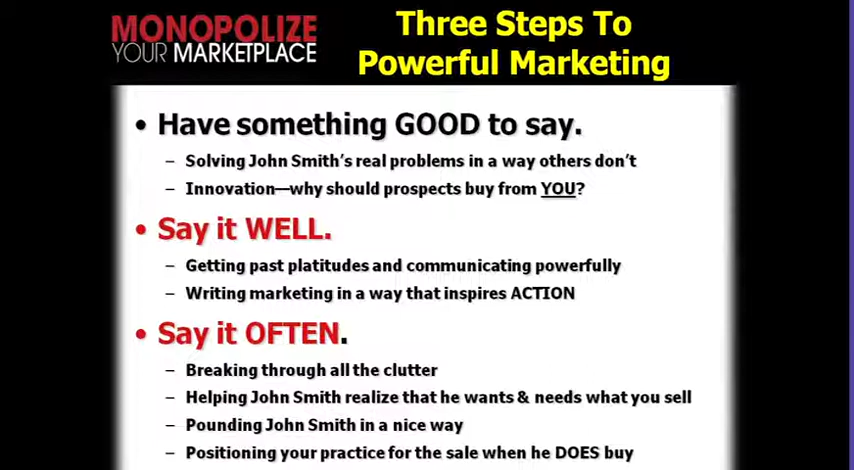 MONOPOLIZE
YOUR MARKETPLACE
Three Steps To
Powerful Marketing
• Have something GOOD to say.
– Solving John Smith's real problems in a way others don't
– Innovation—why should prospects buy from YOU?
• Say it WELL.
– Getting past platitudes and communicating powerfully
– Writing marketing in a way that inspires ACTION
• Say it OFTEN.
– Breaking through all the clutter
– Helping John Smith realize that he wants & needs what you sell
– Pounding John Smith in a nice way
– Positioning your practice for the sale when he DOES buy